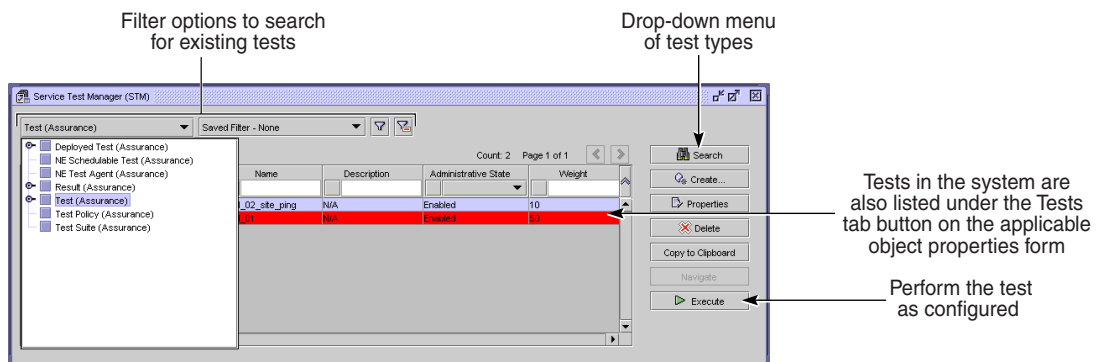 Filter options to search
for existing tests
Drop-down menu
of test types
Service Test Manager (STM)
Test (Assurance)
Saved Filter - None
Deployed Test (Assurance)
NE Schedulable Test (Assurance)
NE Test Agent (Assurance)
Result (Assurance)
Test (Assurance)
Test Policy (Assurance)
Test Suite (Assurance)
Count: 2 Page 1 of 1
Name Description Administrative State Weight
_02_site_ping N/A Enabled 10
_01 N/A Enabled 50
Search
Create...
Properties
Delete
Copy to Clipboard
Navigate
Execute
Tests in the system are
also listed under the Tests
tab button on the applicable
object properties form
Perform the test
as configured